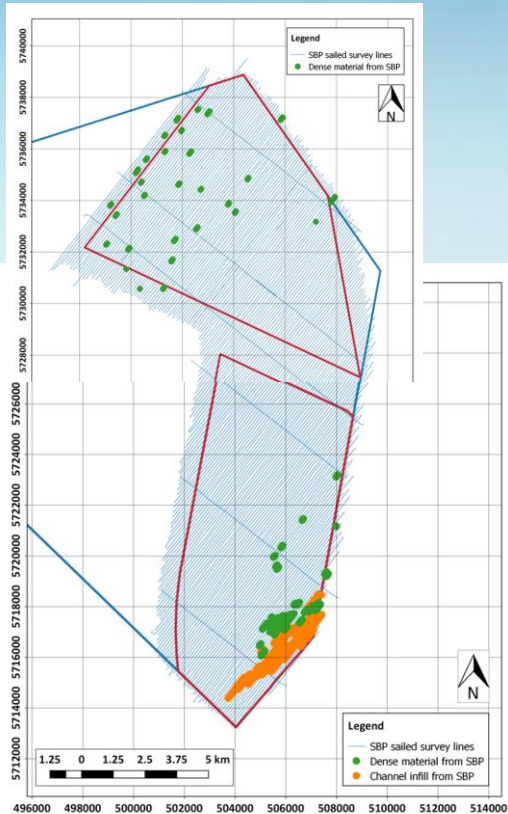 5740000
5738000
5736000
5734000
5732000
5730000
5728000
Legend
SBP sailed survey lines
Dense material from SBP
N
5726000
5724000
5722000
5720000
5718000
5716000
5714000
5712000
N
1.25 0 1.25 2.5 3.75 5 km
Legend
SBP sailed survey lines
Dense material from SBP
Channel infill from SBP
496000 498000 500000 502000 504000 506000 508000 510000 512000 514000